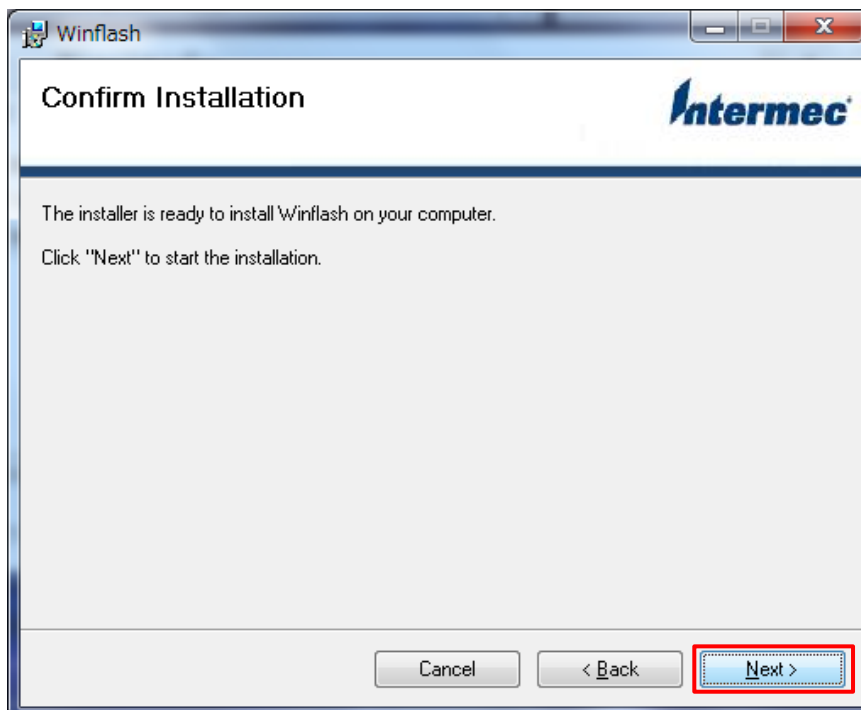 Winflash
Confirm Installation
Intermec
The installer is ready to install Winflash on your computer.
Click "Next" to start the installation.
Cancel
< Back
Next >